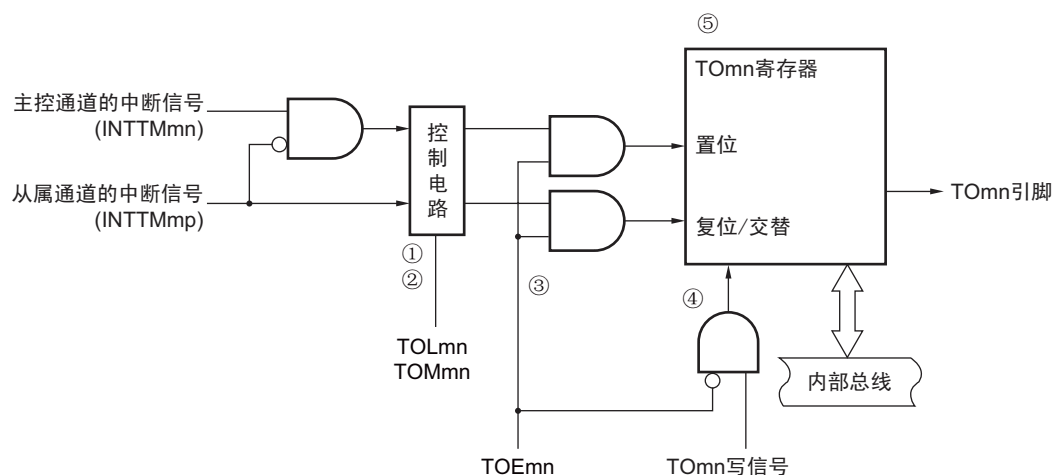 ⑤
TOmn寄存器
主控通道的中断信号
(INTTMmn)
控制电路
置位
从属通道的中断信号
(INTTMmp)
TOmn引脚
复位/交替
①
②
③
④
TOLmn
TOMmn
内部总线
TOEmn
TOmn写信号